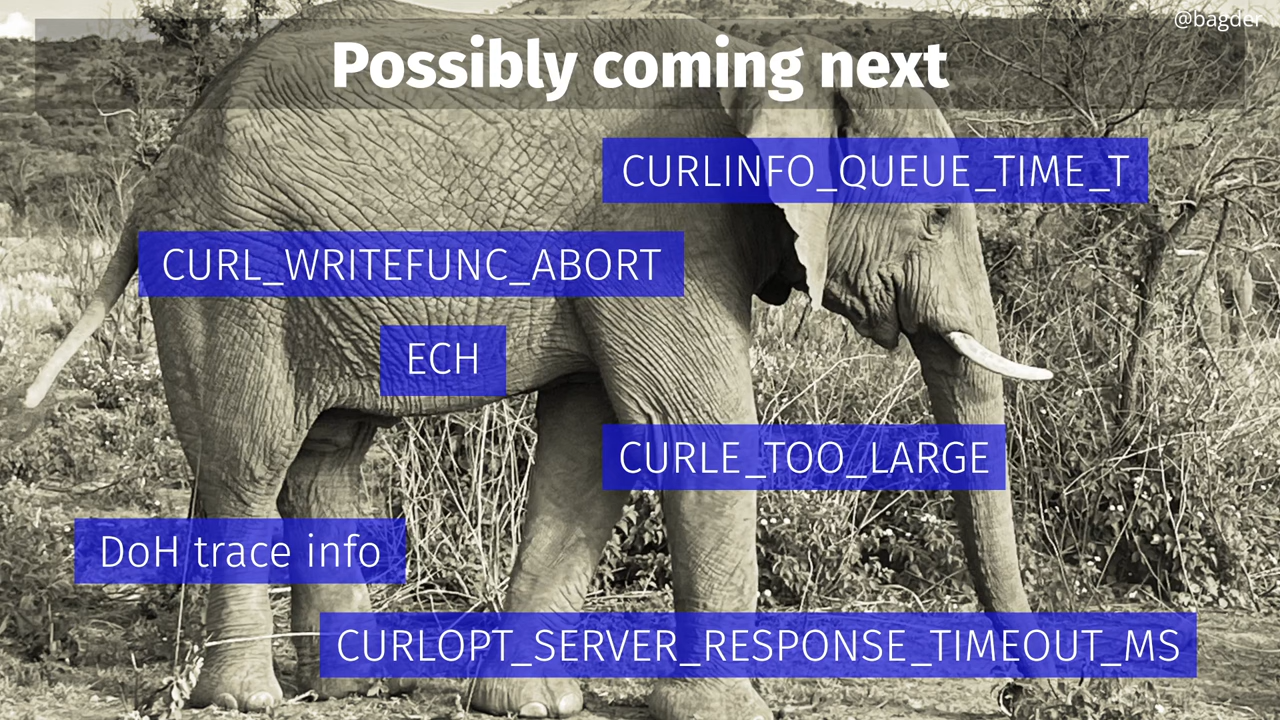 @bagder
Possibly coming next
CURLINFO_QUEUE_TIME_T
CURL_WRITEFUNC_ABORT
ECH
CURLE_TOO_LARGE
DoH trace info
CURLOPT_SERVER_RESPONSE_TIMEOUT_MS